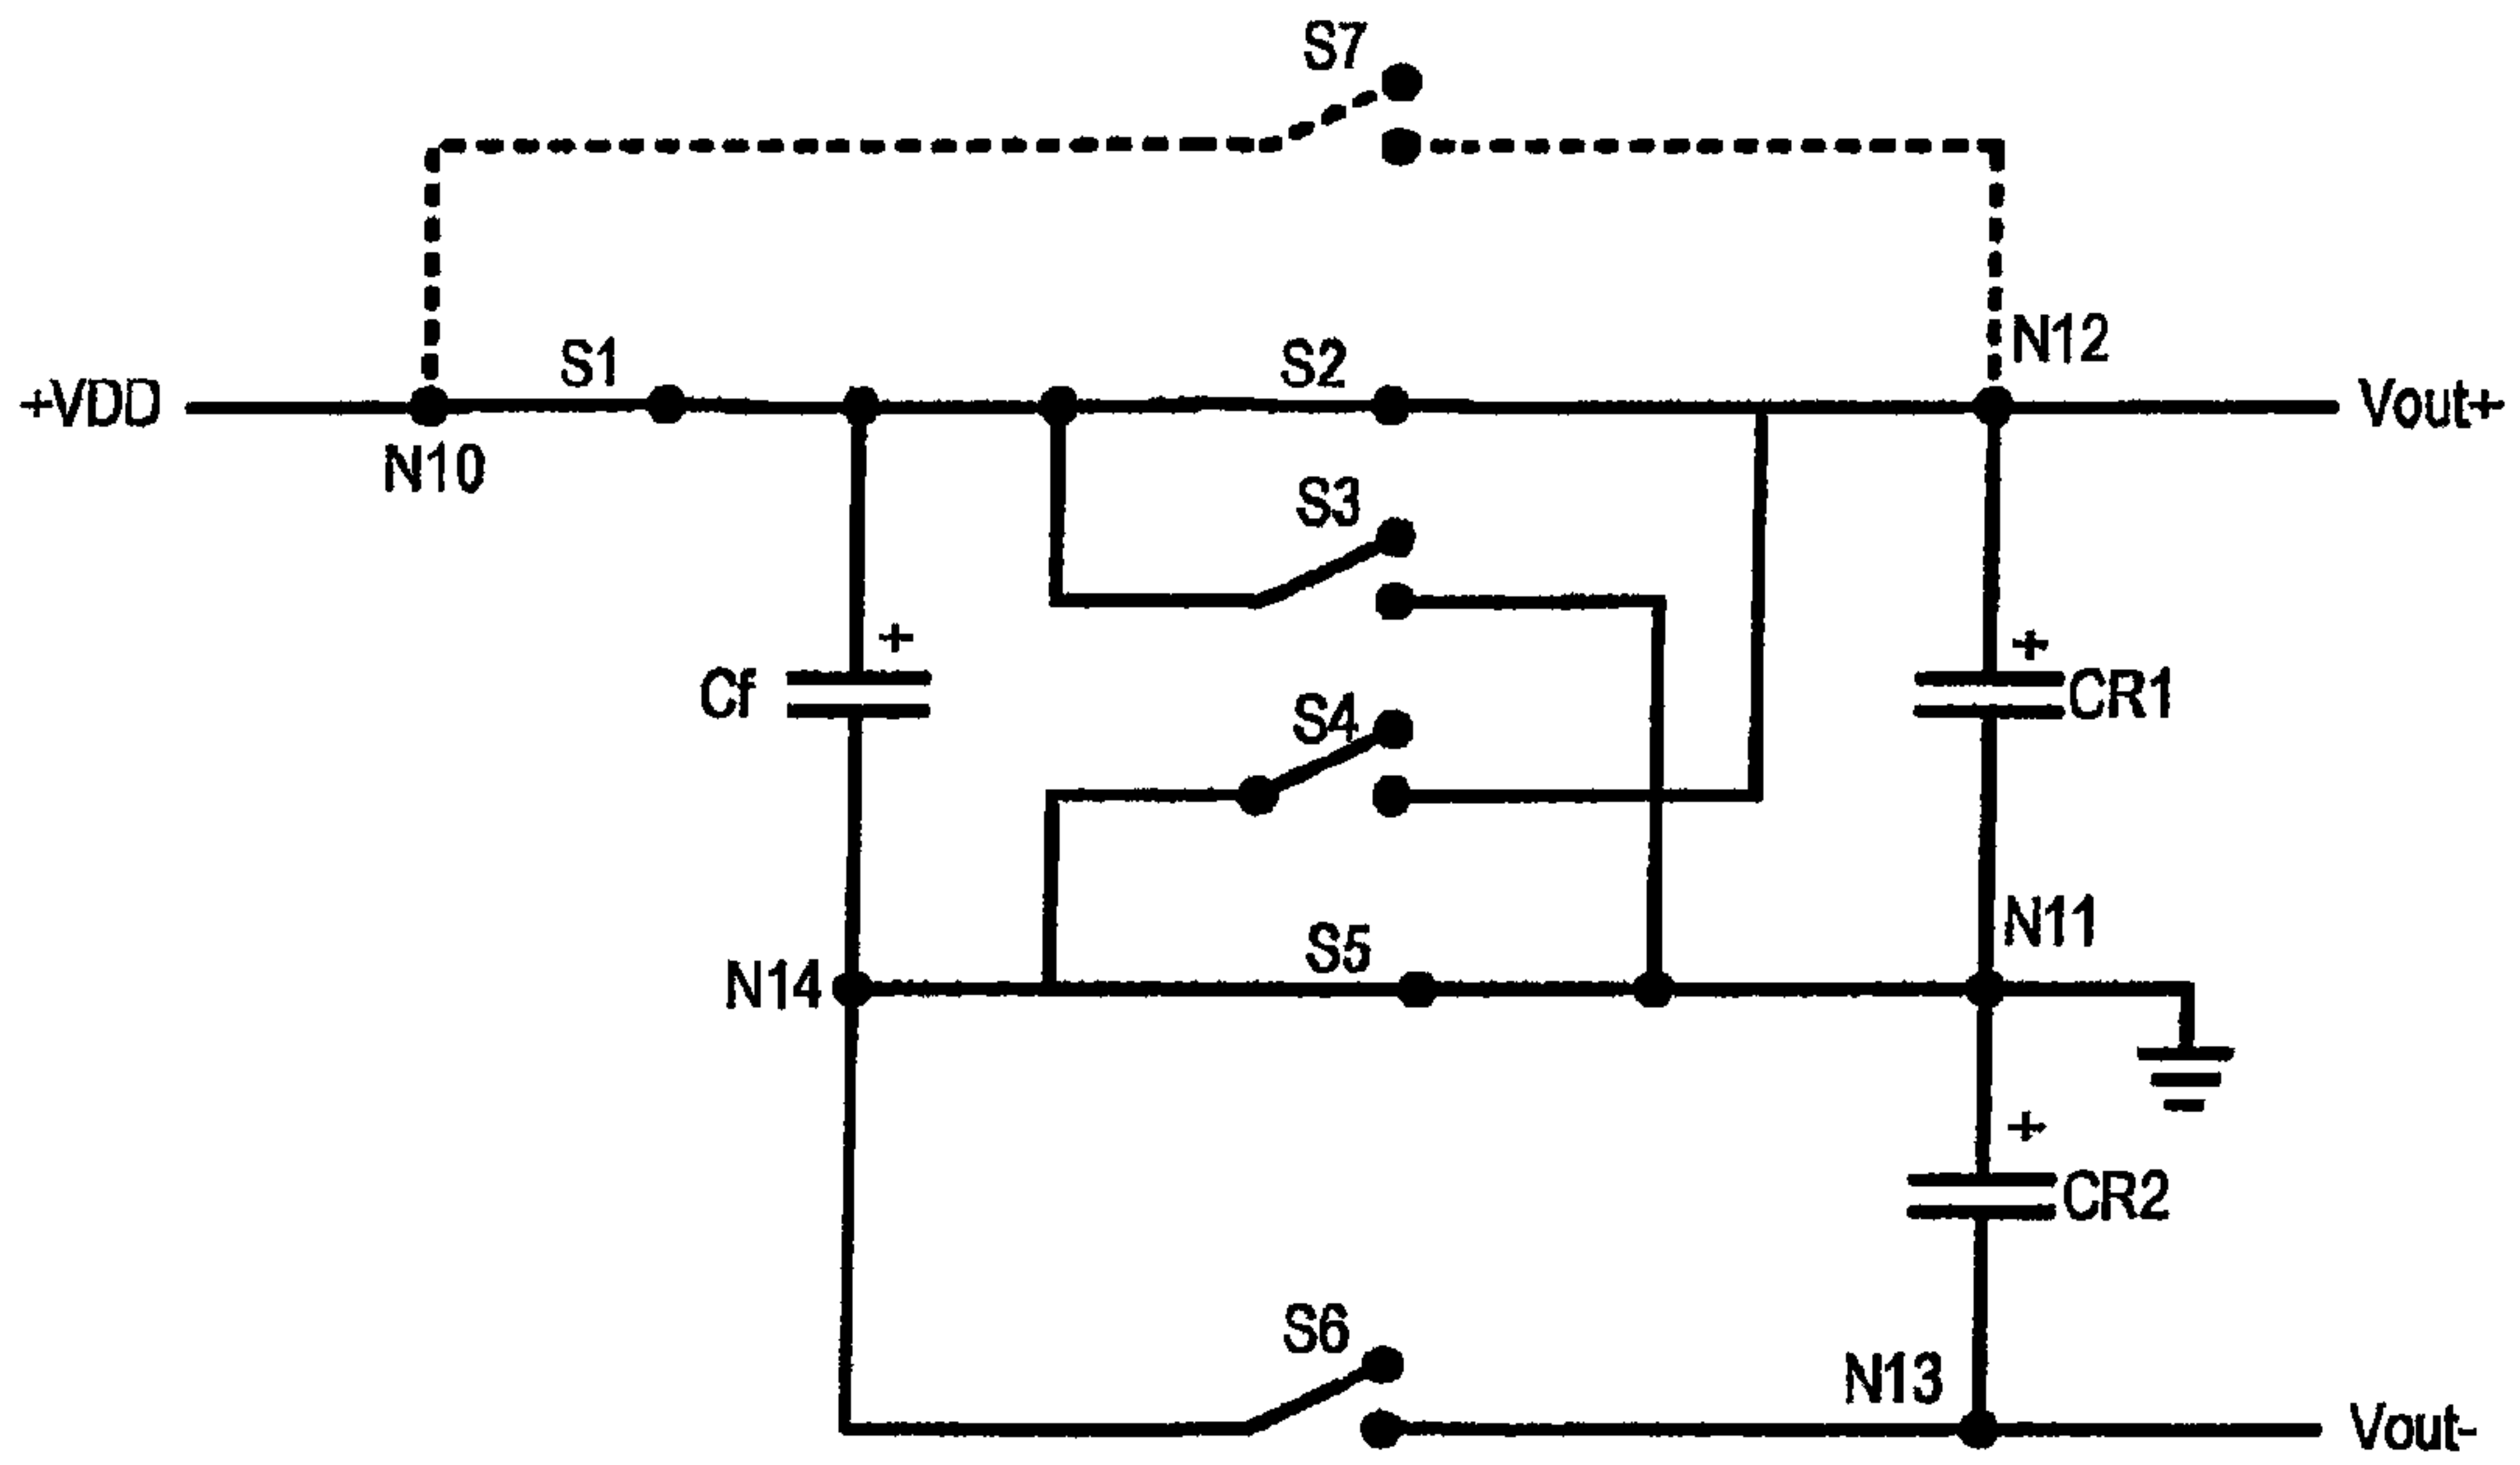 S7
N12
S1
S2
+VDD
Vout+
N10
S3
+
+
Cf
CR1
S4
N11
S5
N14
+
CR2
S6
N13
Vout-